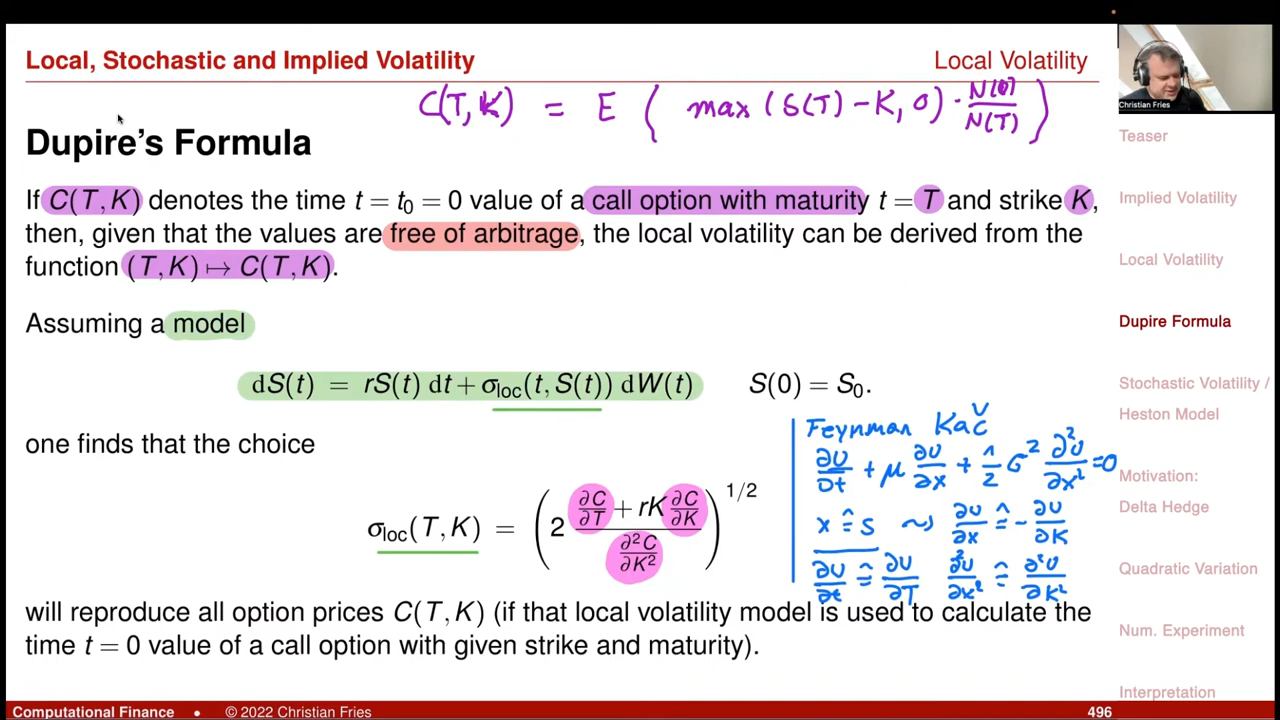 Local, Stochastic and Implied Volatility
Local Volatility
C(T,K) = E ( max (S(T) - K, 0) · N(0)/N(T) )
Christian Fries
Dupire's Formula
If C(T,K) denotes the time t = t₀ = 0 value of a call option with maturity t = T and strike K,
then, given that the values are free of arbitrage, the local volatility can be derived from the
function (T,K) ↦ C(T,K).
Assuming a model
dS(t) = rS(t) dt + σ_loc(t,S(t)) dW(t) S(0) = S₀.
one finds that the choice
σ_loc(T,K) = ( 2 (∂C/∂T + rK ∂C/∂K) / (∂²C/∂K²) )^1/2
Feynman Kač
∂U/∂t + μ ∂U/∂x + 1/2 σ² ∂²U/∂x² = 0
x ≙ S ⤳ ∂U/∂x ≙ - ∂U/∂K
∂U/∂t ≙ ∂U/∂T ∂²U/∂x² ≙ ∂²U/∂K²
will reproduce all option prices C(T,K) (if that local volatility model is used to calculate the
time t = 0 value of a call option with given strike and maturity).
Teaser
Implied Volatility
Local Volatility
Dupire Formula
Stochastic Volatility /
Heston Model
Motivation:
Delta Hedge
Quadratic Variation
Num. Experiment
Interpretation
Computational Finance • © 2022 Christian Fries
496